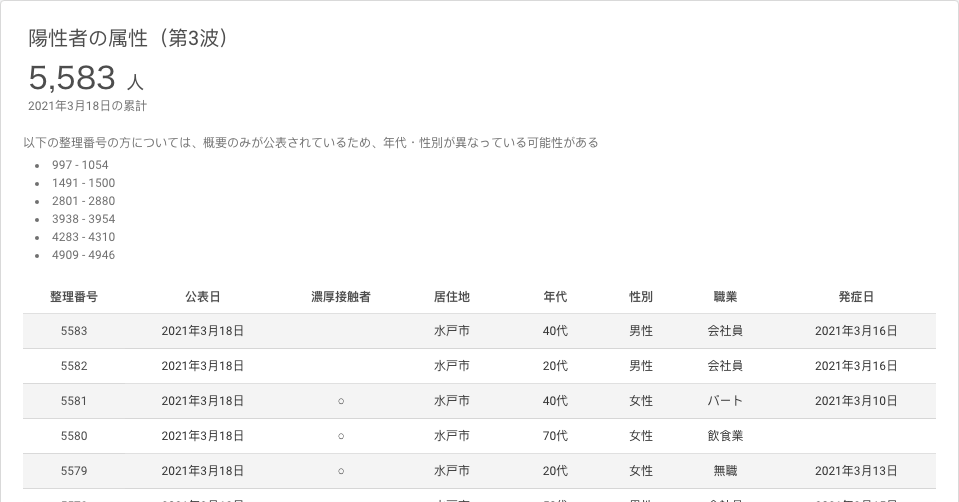 陽性者の属性（第3波）
5,583 人
2021年3月18日の累計
以下の整理番号の方については、概要のみが公表されているため、年代・性別が異なっている可能性がある
• 997 - 1054
• 1491 - 1500
• 2801 - 2880
• 3938 - 3954
• 4283 - 4310
• 4909 - 4946
整理番号 公表日 濃厚接触者 居住地 年代 性別 職業 発症日
5583 2021年3月18日 水戸市 40代 男性 会社員 2021年3月16日
5582 2021年3月18日 水戸市 20代 男性 会社員 2021年3月16日
5581 2021年3月18日 ○ 水戸市 40代 女性 パート 2021年3月10日
5580 2021年3月18日 ○ 水戸市 70代 女性 飲食業
5579 2021年3月18日 ○ 水戸市 20代 女性 無職 2021年3月13日